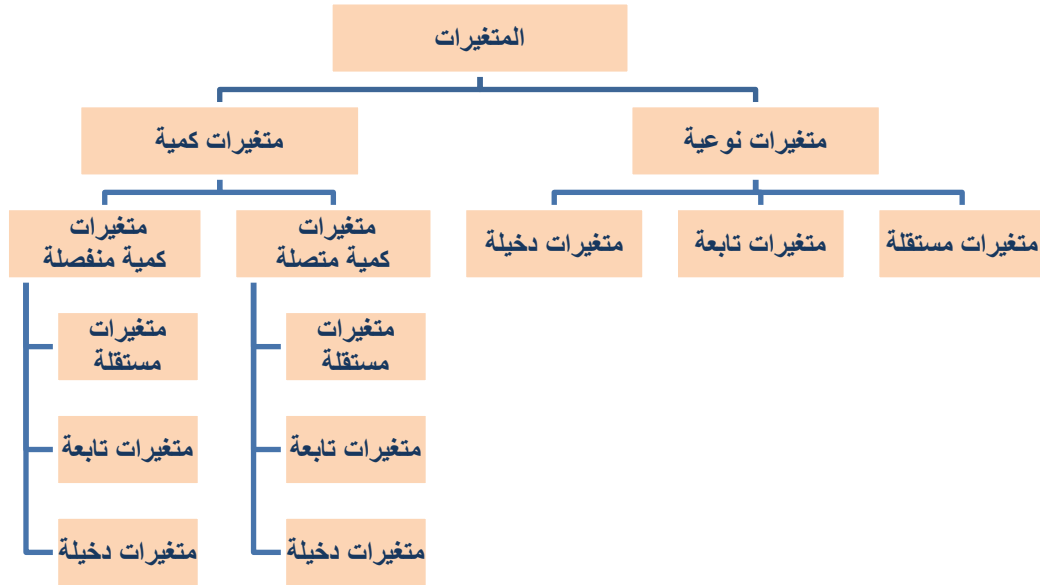 المتغيرات
متغيرات نوعية
متغيرات كمية
متغيرات مستقلة
متغيرات تابعة
متغيرات دخيلة
متغيرات
كمية متصلة
متغيرات
كمية منفصلة
متغيرات
مستقلة
متغيرات
مستقلة
متغيرات تابعة
متغيرات تابعة
متغيرات دخيلة
متغيرات دخيلة